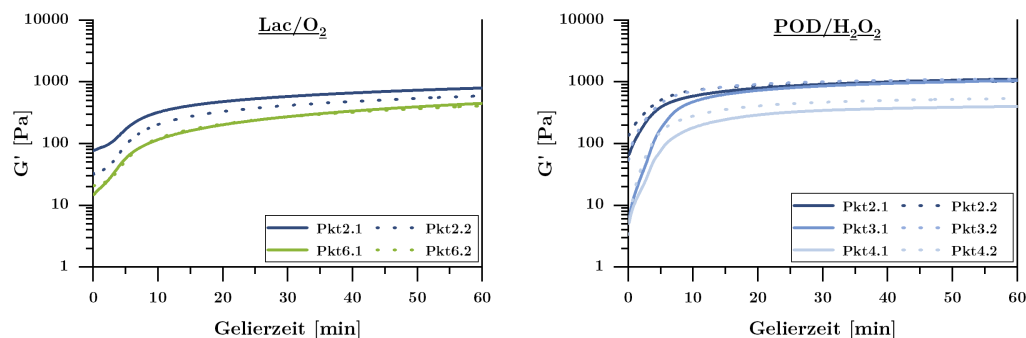 Lac/O₂
10000
1000
100
10
1
G' [Pa]
Pkt2.1 Pkt2.2
Pkt6.1 Pkt6.2
0 10 20 30 40 50 60
Gelierzeit [min]
POD/H₂O₂
10000
1000
100
10
1
G' [Pa]
Pkt2.1 Pkt2.2
Pkt3.1 Pkt3.2
Pkt4.1 Pkt4.2
0 10 20 30 40 50 60
Gelierzeit [min]